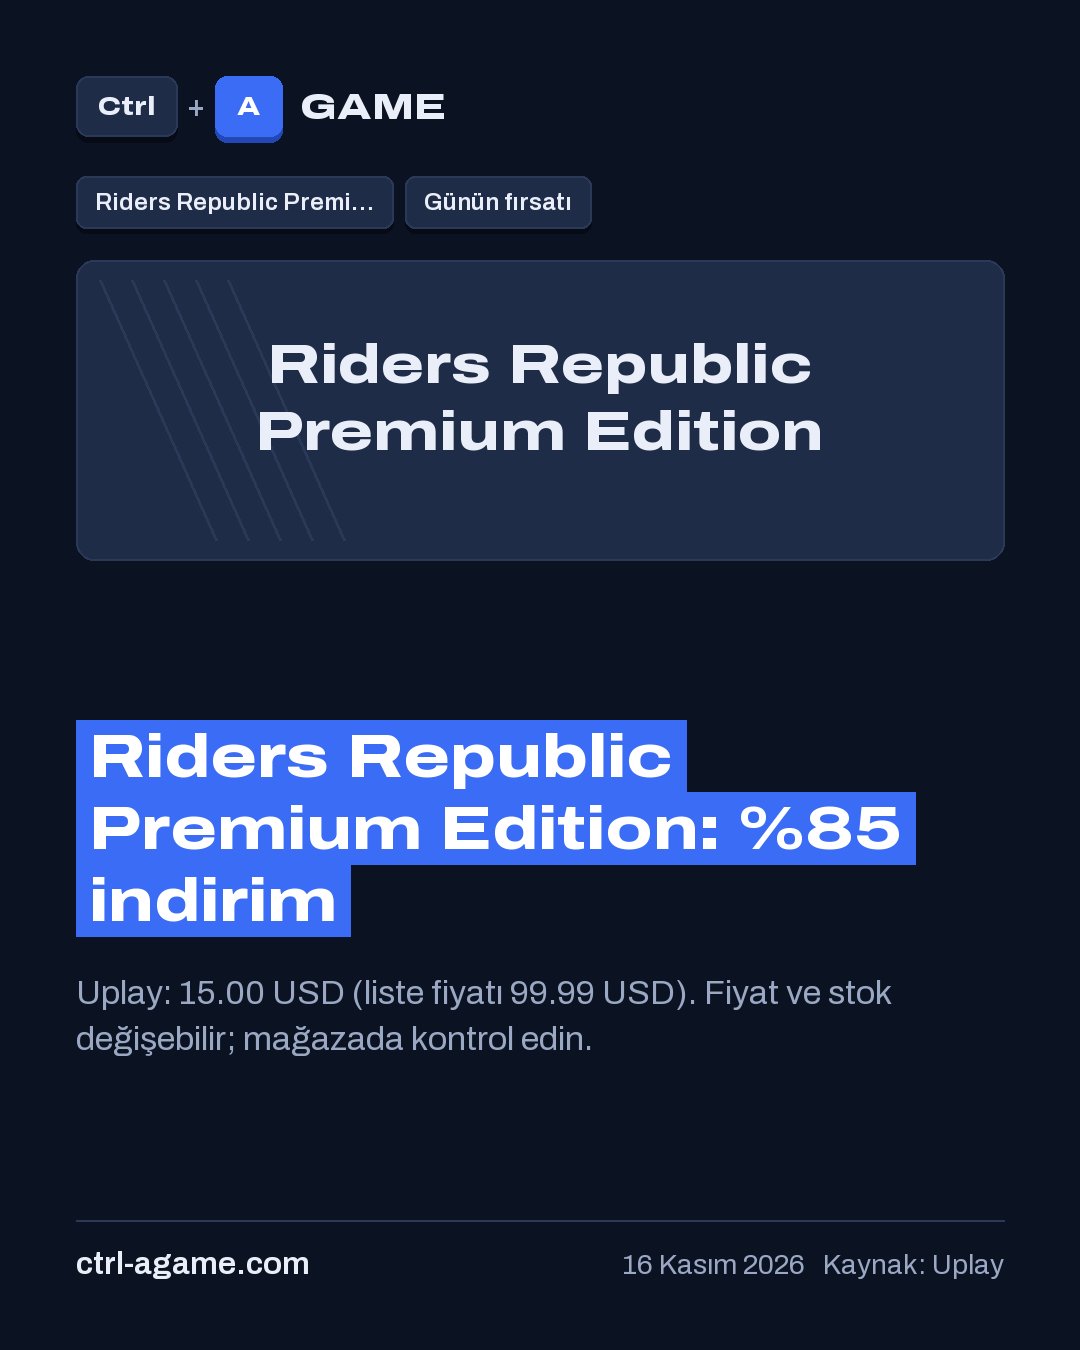 Ctrl + A GAME
Riders Republic Premi... Günün fırsatı
Riders Republic
Premium Edition
Riders Republic
Premium Edition: %85
indirim
Uplay: 15.00 USD (liste fiyatı 99.99 USD). Fiyat ve stok
değişebilir; mağazada kontrol edin.
ctrl-agame.com 16 Kasım 2026 Kaynak: Uplay